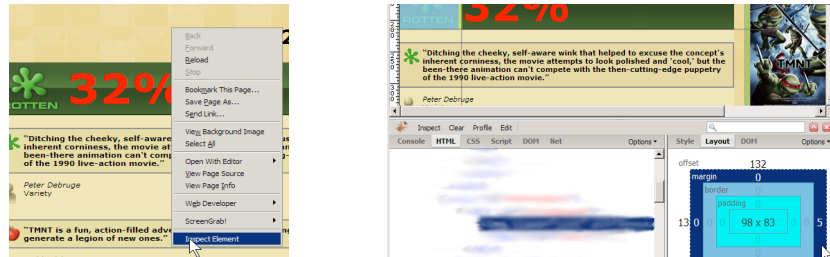 Back
Forward
Reload
Stop
Bookmark This Page...
Save Page As...
Send Link...
View Background Image
Select All
Open With Editor
View Page Source
View Page Info
Web Developer
ScreenGrab!
Inspect Element
ROTTEN
32%
"Ditching the cheeky, self-aware
inherent corniness, the movie at
been-there animation can't comp
of the 1990 live-action movie."
Peter Debruge
Variety
"TMNT is a fun, action-filled adve
generate a legion of new ones."
ROTTEN
32%
"Ditching the cheeky, self-aware wink that helped to excuse the concept's
inherent corniness, the movie attempts to look polished and 'cool,' but the
been-there animation can't compete with the then-cutting-edge puppetry
of the 1990 live-action movie."
Peter Debruge
TMNT
Inspect Clear Profile Edit
Console HTML CSS Script DOM Net Options
Style Layout DOM Options
offset 132
margin 0
border
padding
13 0 98 x 83 5
0